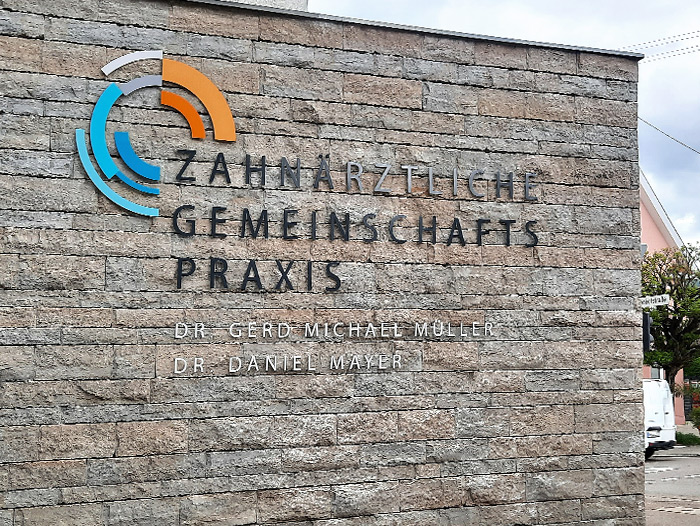 ZAHNÄRZTLICHE
GEMEINSCHAFTS
PRAXIS
DR. GERD MICHAEL MÜLLER
DR. DANIEL MAYER